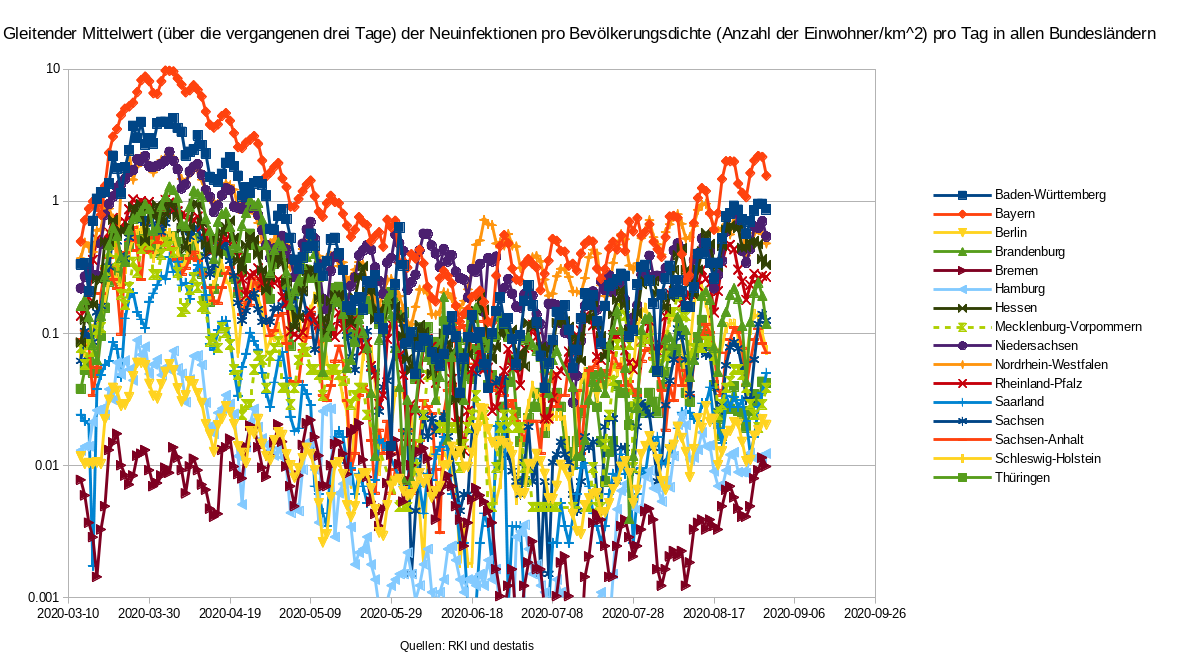 Gleitender Mittelwert (über die vergangenen drei Tage) der Neuinfektionen pro Bevölkerungsdichte (Anzahl der Einwohner/km^2) pro Tag in allen Bundesländern
10
1
0.1
0.01
0.001
2020-03-10 2020-03-30 2020-04-19 2020-05-09 2020-05-29 2020-06-18 2020-07-08 2020-07-28 2020-08-17 2020-09-06 2020-09-26
Baden-Württemberg
Bayern
Berlin
Brandenburg
Bremen
Hamburg
Hessen
Mecklenburg-Vorpommern
Niedersachsen
Nordrhein-Westfalen
Rheinland-Pfalz
Saarland
Sachsen
Sachsen-Anhalt
Schleswig-Holstein
Thüringen
Quellen: RKI und destatis